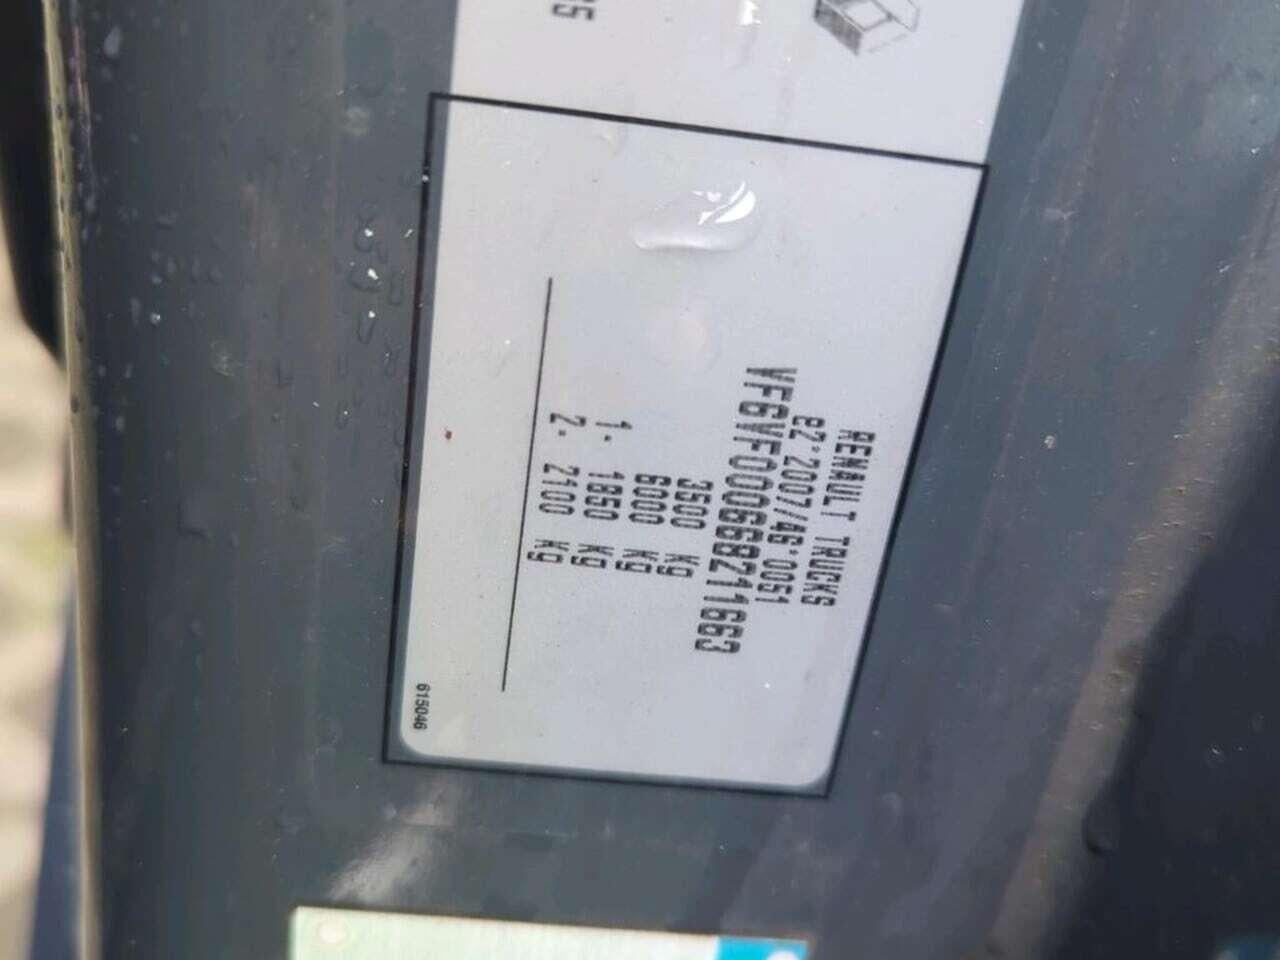 RENAULT TRUCKS
e2*2007/46*0051
VF6VF000668211663
3500 kg
6000 kg
1- 1850 kg
2- 2100 kg
615046